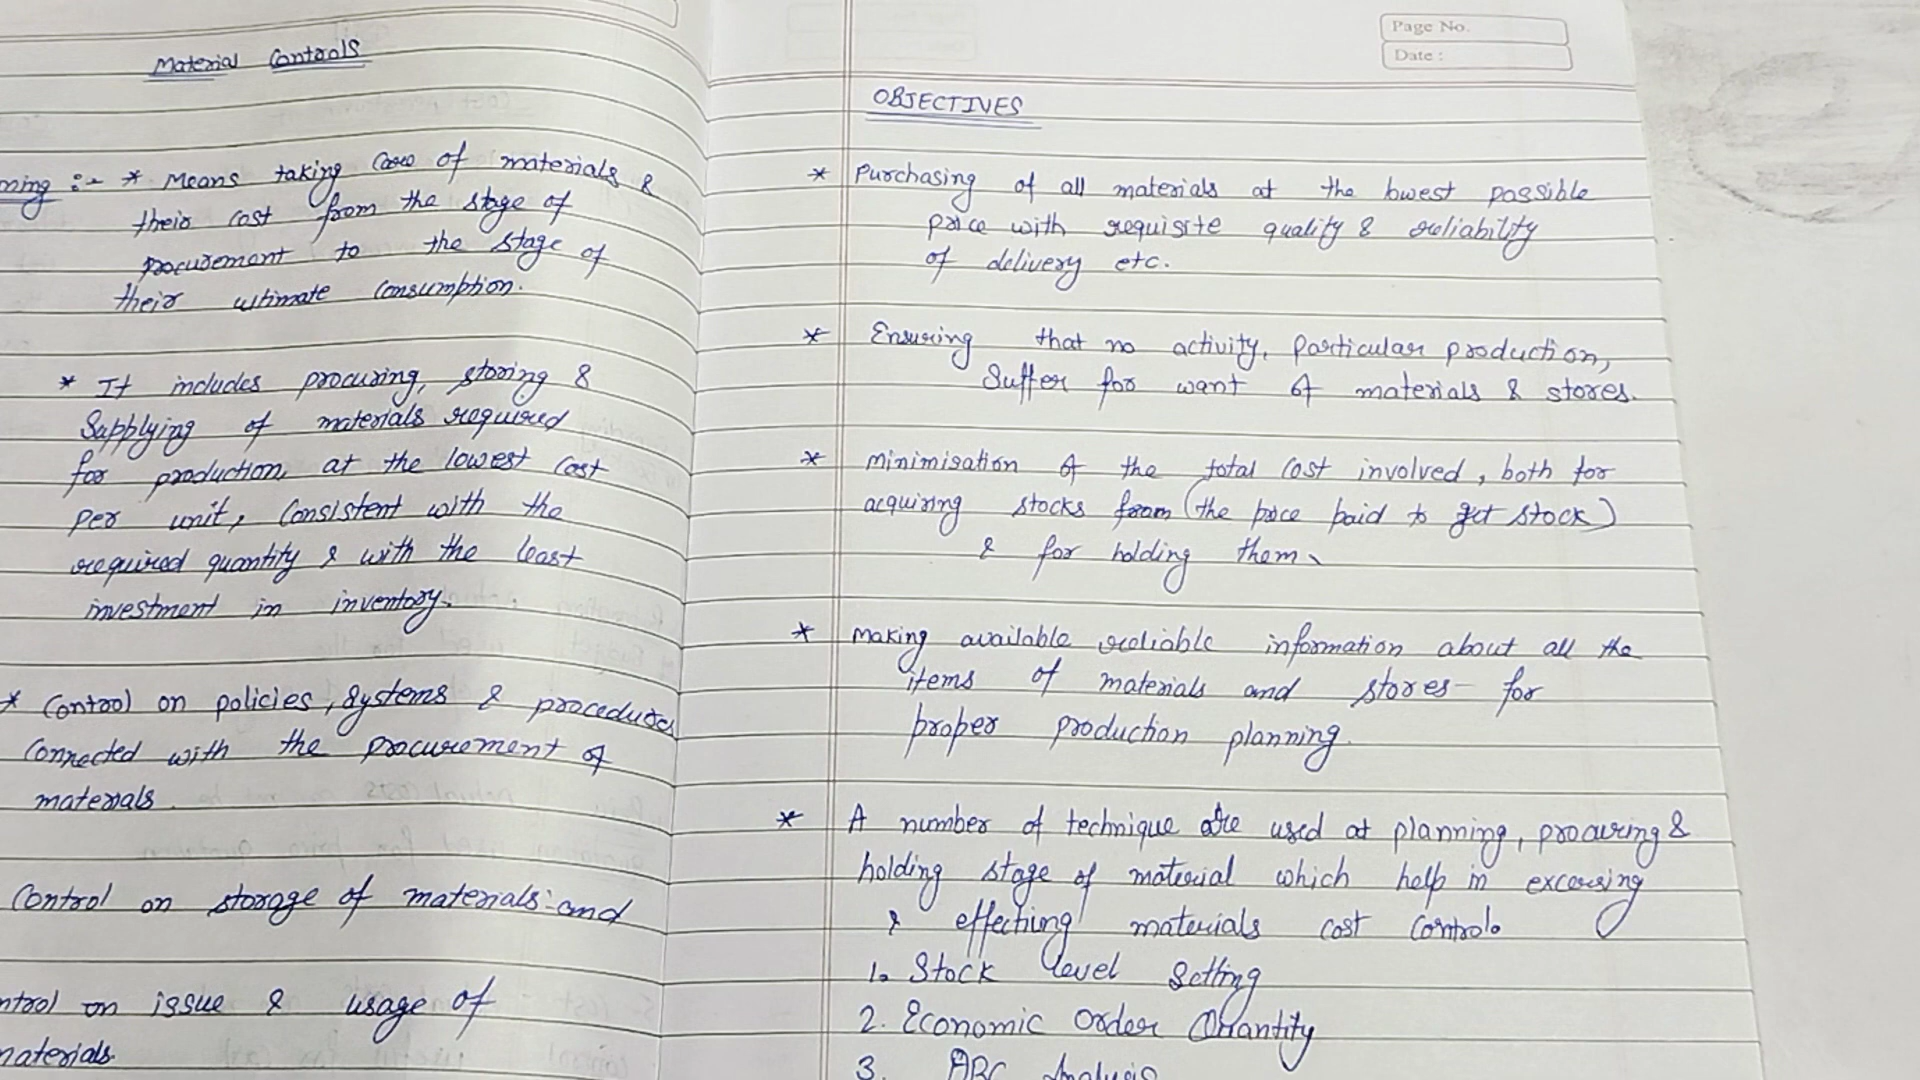 Material Controls
ning :- * Means taking Care of materials &
their cost from the stage of
procurement to the stage of
their ultimate Consumption.
* It includes procuring, storing &
Supplying of materials required
for production, at the lowest Cost
Per unit, Consistent with the
required quantity & with the least
investment in inventory.
* Control on policies, Systems & procedures
Connected with the procurement of
materials.
Control on storage of materials and
ntrol on issue & usage of
materials.
Page No.
Date :
OBJECTIVES
* Purchasing of all materials at the lowest possible
price with requisite quality & reliability
of delivery etc.
* Ensuring that no activity, Particular production,
Suffer for want of materials & stores.
* minimisation of the total Cost involved, both for
acquiring stocks from (the price paid to get stock)
& for holding them
* Making available reliable information about all the
items of materials and stores - for
proper production planning.
* A number of technique are used at planning, procuring &
holding stage of material which help in
& materials cost Control.
1. Stock level Setting
2. Economic Order Quantity
3. ABC Analysis